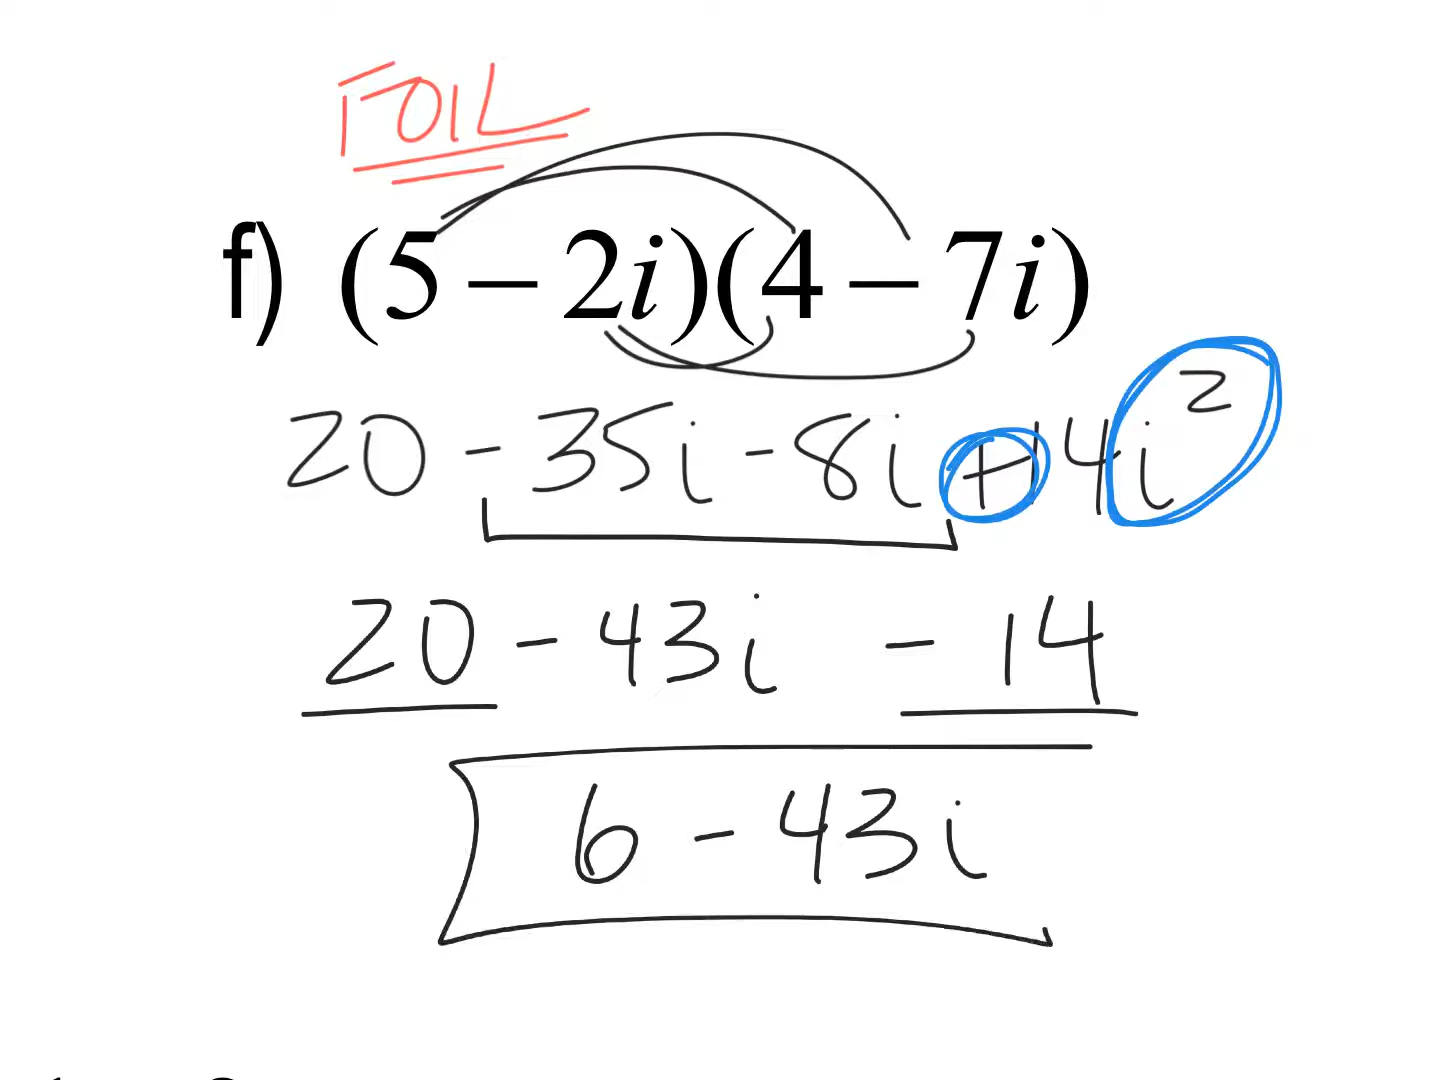 FOIL
f) (5 − 2i)(4 − 7i)
20 - 35i - 8i + 14i²
20 - 43i - 14
6 - 43i